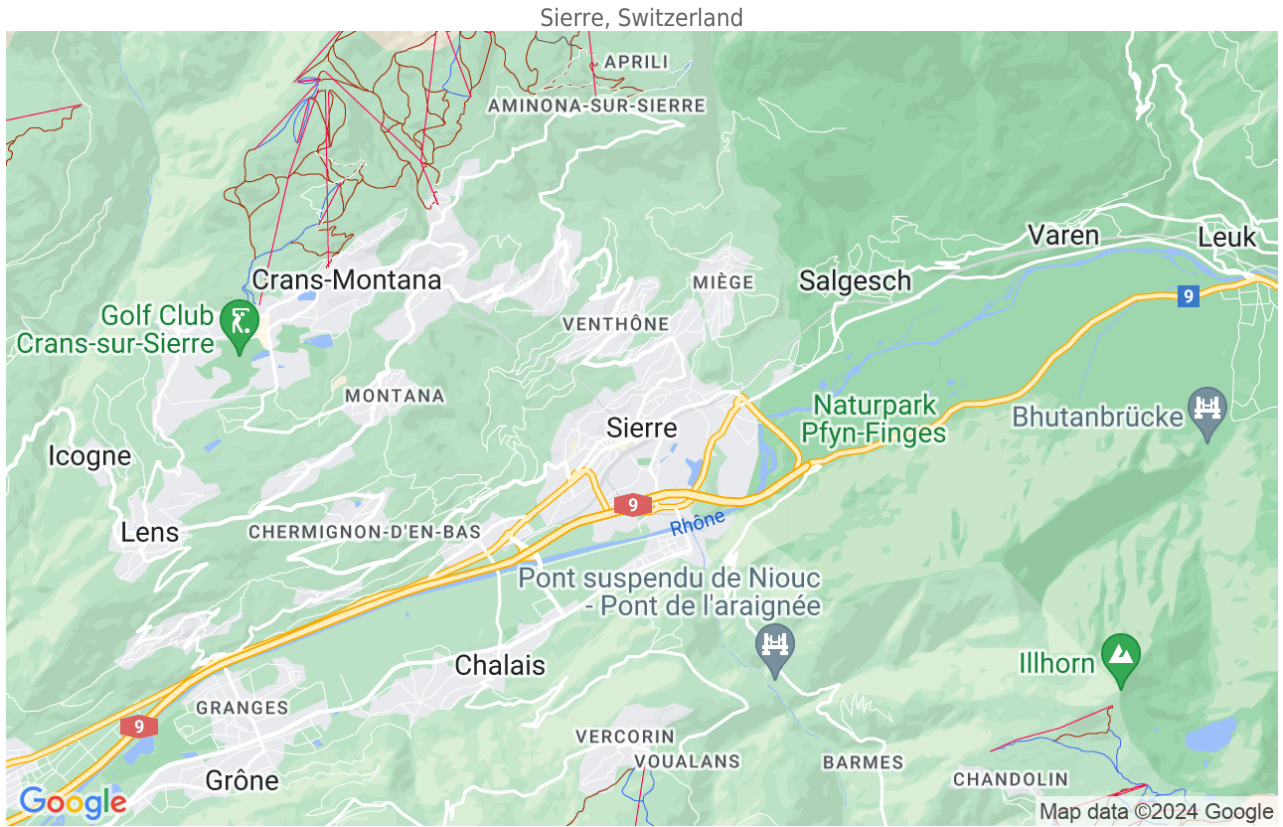 Sierre, Switzerland
APRILI
AMINONA-SUR-SIERRE
Varen
Leuk
Crans-Montana
MIÈGE
Salgesch
9
Golf Club
Crans-sur-Sierre
VENTHÔNE
MONTANA
Naturpark
Pfyn-Finges
Bhutanbrücke
Sierre
Icogne
9
Rhône
Lens
CHERMIGNON-D'EN-BAS
Pont suspendu de Niouc
- Pont de l'araignée
Chalais
Illhorn
GRANGES
9
VERCORIN
VOUALANS
BARMES
Grône
CHANDOLIN
Google
Map data ©2024 Google